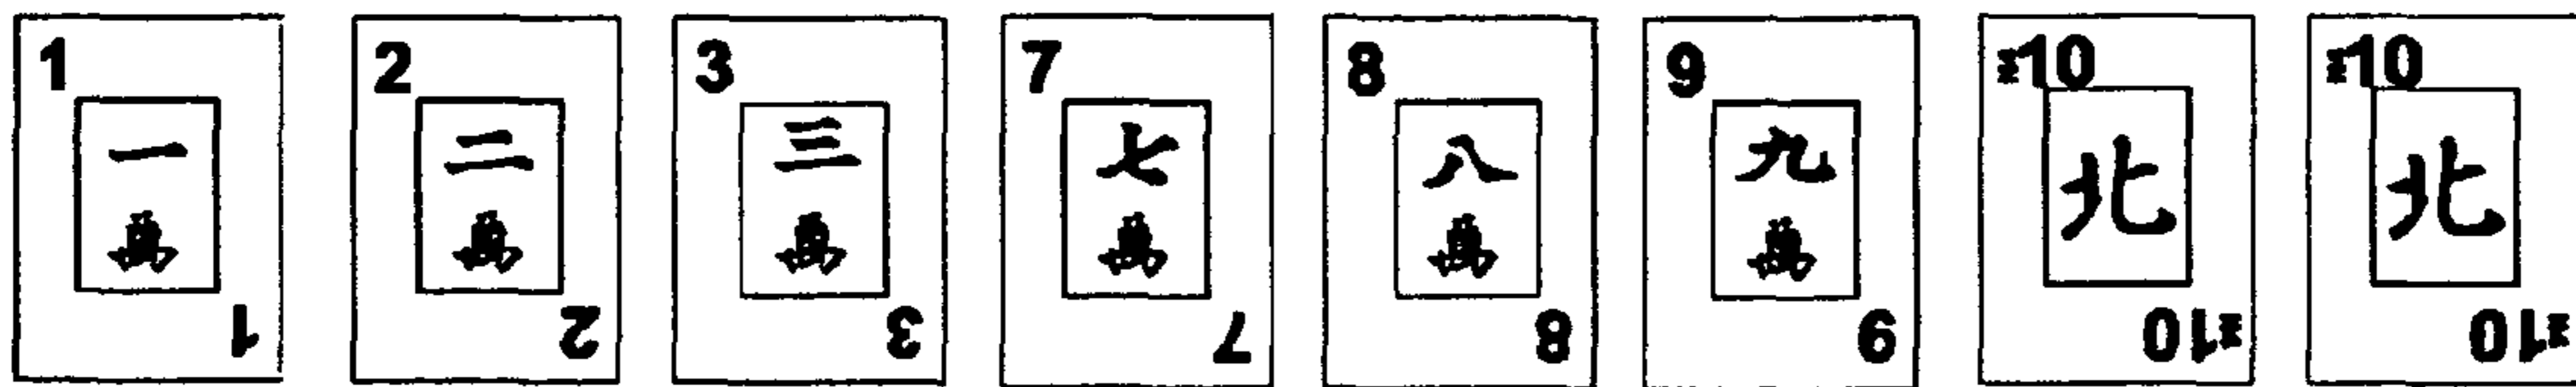 1 2 3 7 8 9 10 10
一 二 三 七 八 九 北 北
萬 萬 萬 萬 萬 萬
1 2 3 7 8 9 10 10